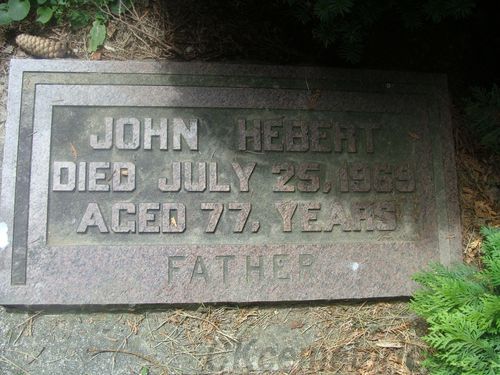 JOHN HEBERT
DIED JULY 25, 1969
AGED 77, YEARS
FATHER